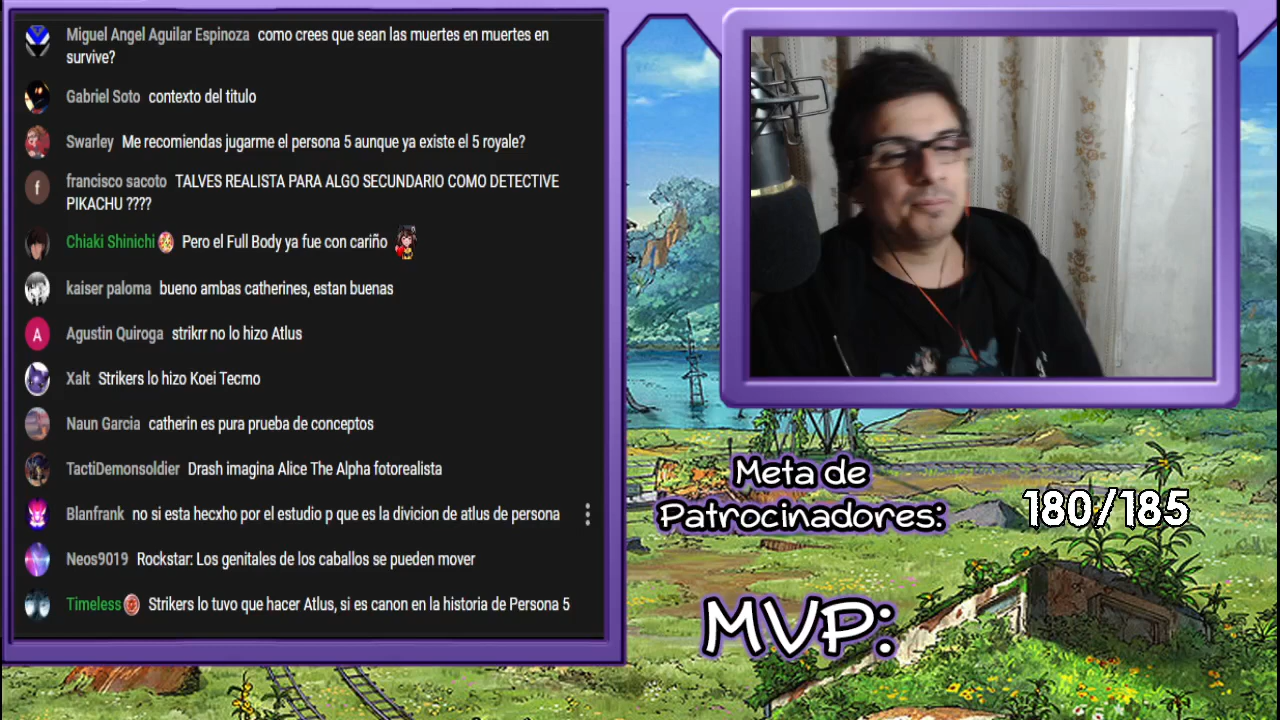 Miguel Angel Aguilar Espinoza como crees que sean las muertes en muertes en
survive?
Gabriel Soto contexto del titulo
Swarley Me recomiendas jugarme el persona 5 aunque ya existe el 5 royale?
f francisco sacoto TALVES REALISTA PARA ALGO SECUNDARIO COMO DETECTIVE
PIKACHU ????
Chiaki Shinichi Pero el Full Body ya fue con cariño
kaiser paloma bueno ambas catherines, estan buenas
A Agustin Quiroga strikrr no lo hizo Atlus
Xalt Strikers lo hizo Koei Tecmo
Naun Garcia catherin es pura prueba de conceptos
TactiDemonsoldier Drash imagina Alice The Alpha fotorealista
Blanfrank no si esta hecxho por el estudio p que es la divicion de atlus de persona
Neos9019 Rockstar: Los genitales de los caballos se pueden mover
Timeless Strikers lo tuvo que hacer Atlus, si es canon en la historia de Persona 5
Meta de
Patrocinadores:
180/185
MVP: